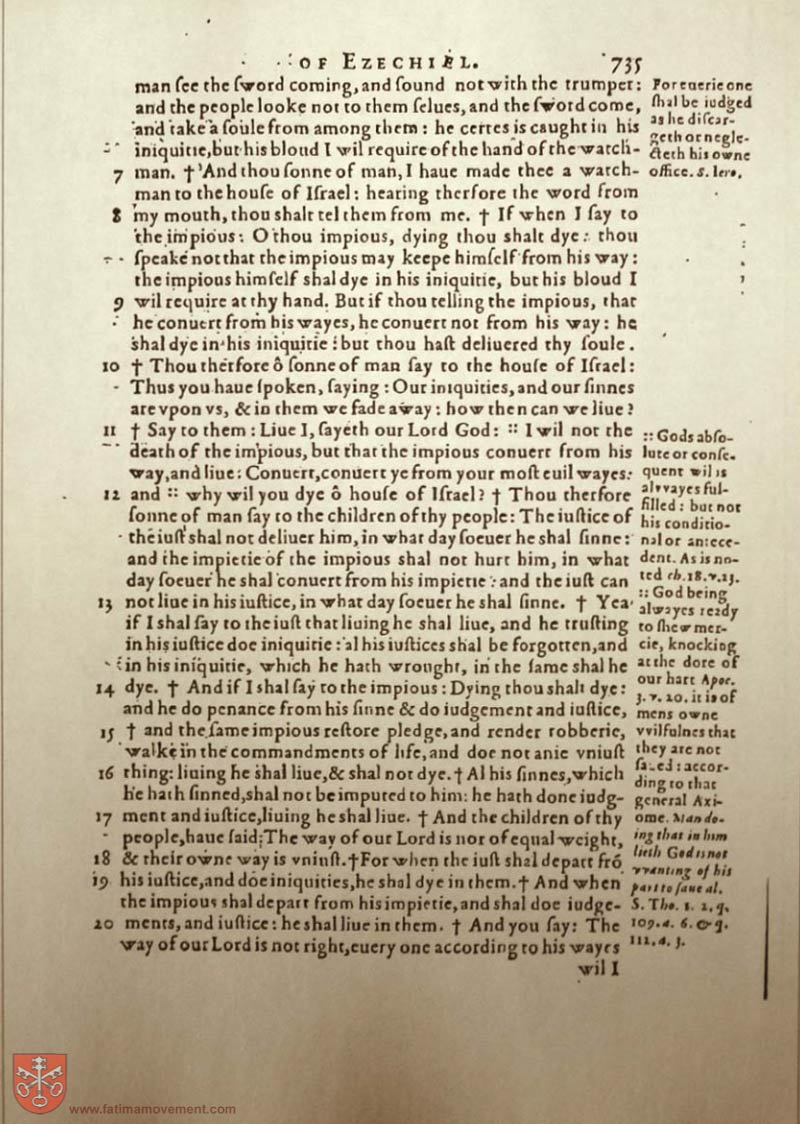 OF EZECHIEL. 735
man ſee the ſword coming, and ſound not with the trumpet:
and the people looke not to them ſelues, and the ſword come,
and take a ſoule from among them: he certes is caught in his
iniquitie, but his bloud I wil require of the hand of the watch-
7 man. † And thou ſonne of man, I haue made thee a watch-
man to the houſe of Iſrael: hearing therfore the word from
8 my mouth, thou shalt tel them from me. † If when I ſay to
the impious: O thou impious, dying thou shalt dye: thou
ſpeake not that the impious may keepe himſelf from his way:
the impious himſelf shal dye in his iniquitie, but his bloud I
9 wil require at thy hand. But if thou telling the impious, that
he conuert from his wayes, he conuert not from his way: he
shal dye in his iniquitie: but thou haſt deliuered thy ſoule.
10 † Thou therfore ô ſonne of man ſay to the houſe of Iſrael:
Thus you haue ſpoken, ſaying: Our iniquities, and our ſinnes
are vpon vs, & in them we fade away: how then can we liue?
11 † Say to them: Liue I, ſayeth our Lord God: :: I wil not the
death of the impious, but that the impious conuert from his
way, and liue: Conuert, conuert ye from your moſt euil wayes:
12 and :: why wil you dye ô houſe of Iſrael? † Thou therfore
ſonne of man ſay to the children of thy people: The iuſtice of
the iuſt shal not deliuer him, in what day ſoeuer he shal ſinne:
and the impietie of the impious shal not hurt him, in what
day ſoeuer he shal conuert from his impietie: and the iuſt can
13 not liue in his iuſtice, in what day ſoeuer he shal ſinne. † Yea
if I shal ſay to the iuſt that liuing he shal liue, and he truſting
in his iuſtice doe iniquitie: al his iuſtices shal be forgotten, and
in his iniquitie, which he hath wrought, in the ſame shal he
14 dye. † And if I shal ſay to the impious: Dying thou shalt dye:
and he do penance from his ſinne & do iudgement and iuſtice,
15 † and the ſame impious reſtore pledge, and render robberie,
walke in the commandments of life, and doe not anie vniuſt
16 thing: liuing he shal liue, & shal not dye. † Al his ſinnes, which
he hath ſinned, shal not be imputed to him: he hath done iudg-
17 ment and iuſtice, liuing he shal liue. † And the children of thy
people, haue ſaid: The way of our Lord is not of equal weight,
18 & their owne way is vniuſt. † For when the iuſt shal depart frõ
19 his iuſtice, and doe iniquities, he shal dye in them. † And when
the impious shal depart from his impietie, and shal doe iudge-
20 ments, and iuſtice: he shal liue in them. † And you ſay: The
way of our Lord is not right, euery one according to his wayes
wil I
For euerie one
ſhal be iudged
as he diſcar-
geth or negle-
cteth his owne
office. S. Iero.
:: Gods abſo-
lute or conſe-
quent wil is
alwayes ful-
filled: but not
his conditio-
nal or antece-
dent. As is no-
ted ch. 18. v. 23.
:: God being
alwayes ready
to ſhew mer-
cie, knocking
at the dore of
our hart Apoc.
3. v. 20. it is of
mens owne
wilfulnes that
they are not
ſaued: accor-
ding to that
general Axi-
ome. Man do-
ing that in him
lieth God is not
wanting of his
part to ſaue al.
S. Tho. 1. 2. q.
109. a. 6. & q.
112. a. 3.
www.fatimamovement.com